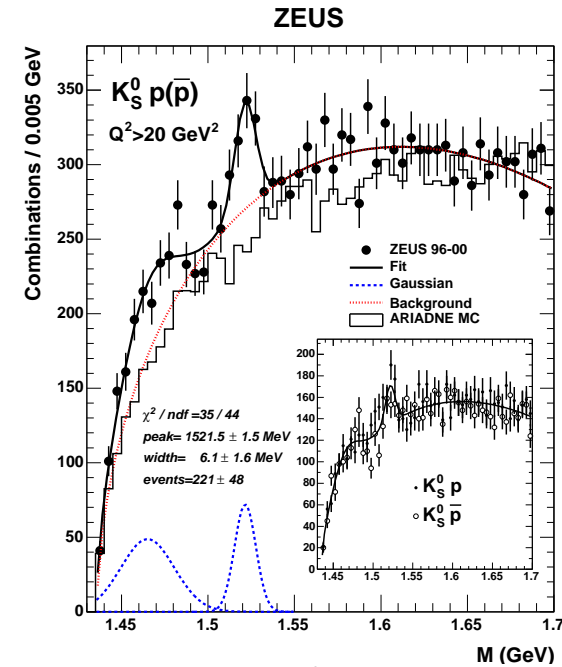 ZEUS
Combinations / 0.005 GeV
350
300
250
200
150
100
50
0
K⁰_S p(p̅)
Q²>20 GeV²
ZEUS 96-00
Fit
Gaussian
Background
ARIADNE MC
χ² / ndf =35 / 44
peak= 1521.5 ± 1.5 MeV
width= 6.1 ± 1.6 MeV
events=221 ± 48
200
180
160
140
120
100
80
60
40
20
0
K⁰_S p
K⁰_S p̅
1.45 1.5 1.55 1.6 1.65 1.7
1.45 1.5 1.55 1.6 1.65 1.7
M (GeV)